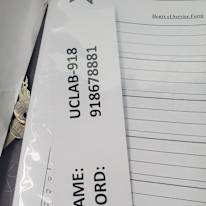 Hours of Service Form
UCLAB-918
918678881
AME:
ORD: